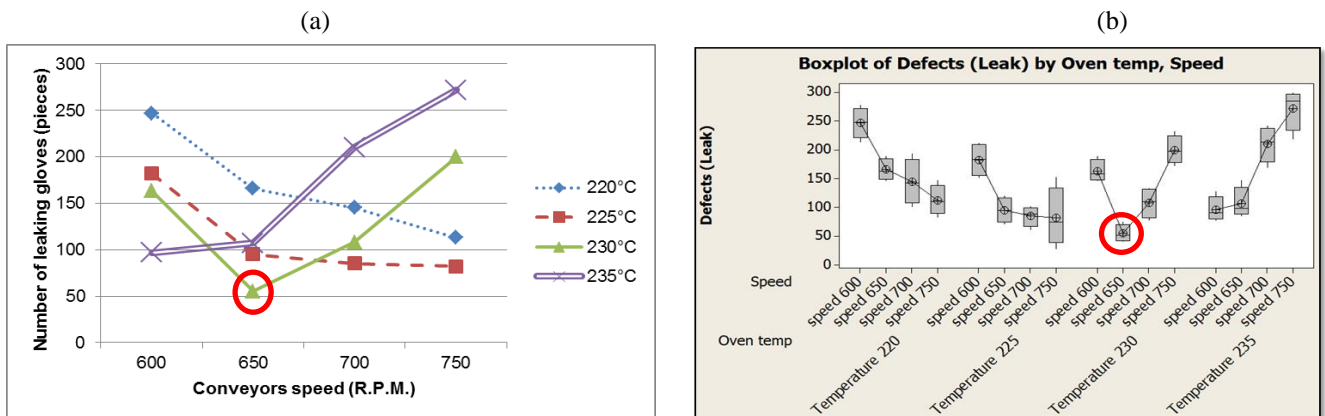 (a)
(b)
Number of leaking gloves (pieces)
300
250
200
150
100
50
0
600 650 700 750
Conveyors speed (R.P.M.)
220°C
225°C
230°C
235°C
Boxplot of Defects (Leak) by Oven temp, Speed
Defects (Leak)
300
250
200
150
100
50
0
Speed
speed 600
speed 650
speed 700
speed 750
speed 600
speed 650
speed 700
speed 750
speed 600
speed 650
speed 700
speed 750
speed 600
speed 650
speed 700
speed 750
Oven temp
Temperature 220
Temperature 225
Temperature 230
Temperature 235